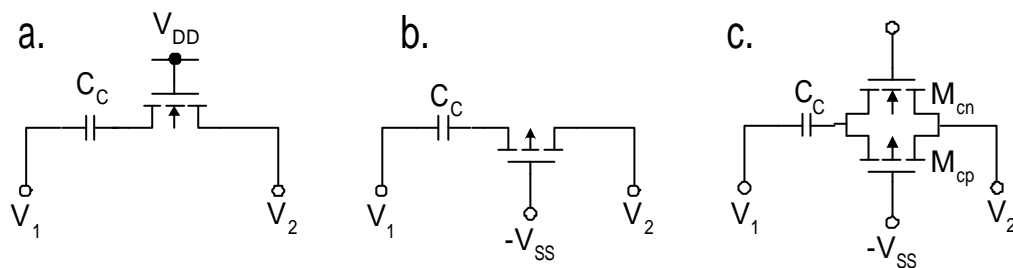 a.
V_DD
C_C
V_1
V_2
b.
C_C
V_1
V_2
-V_SS
c.
C_C
M_cn
M_cp
V_1
V_2
-V_SS